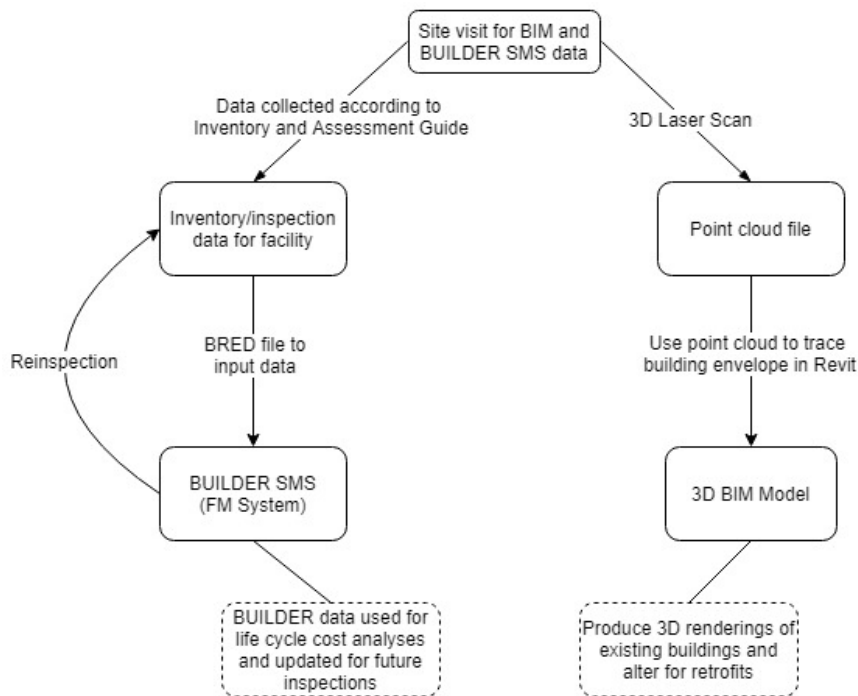 Site visit for BIM and
BUILDER SMS data
Data collected according to
Inventory and Assessment Guide
3D Laser Scan
Inventory/inspection
data for facility
Point cloud file
Reinspection
BRED file to
input data
Use point cloud to trace
building envelope in Revit
BUILDER SMS
(FM System)
3D BIM Model
BUILDER data used for
life cycle cost analyses
and updated for future
inspections
Produce 3D renderings of
existing buildings and
alter for retrofits